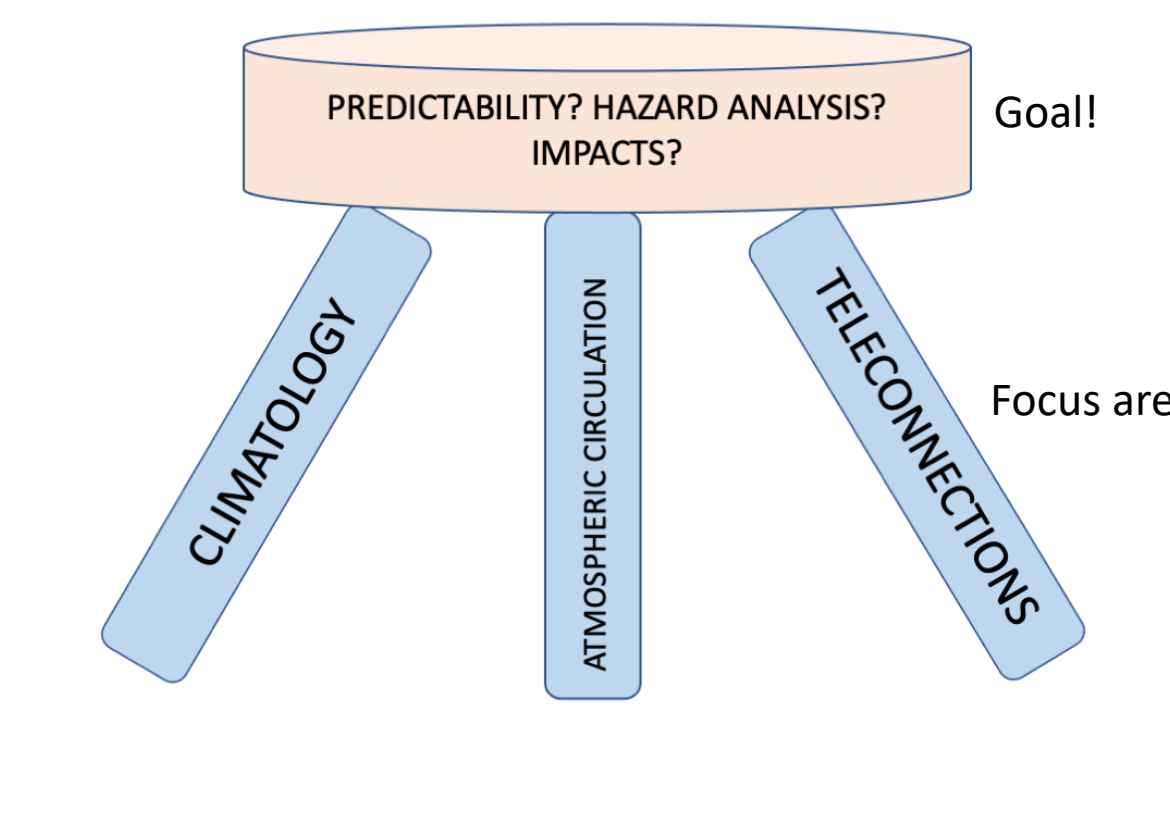 PREDICTABILITY? HAZARD ANALYSIS?
IMPACTS?
Goal!
CLIMATOLOGY
ATMOSPHERIC CIRCULATION
TELECONNECTIONS
Focus are